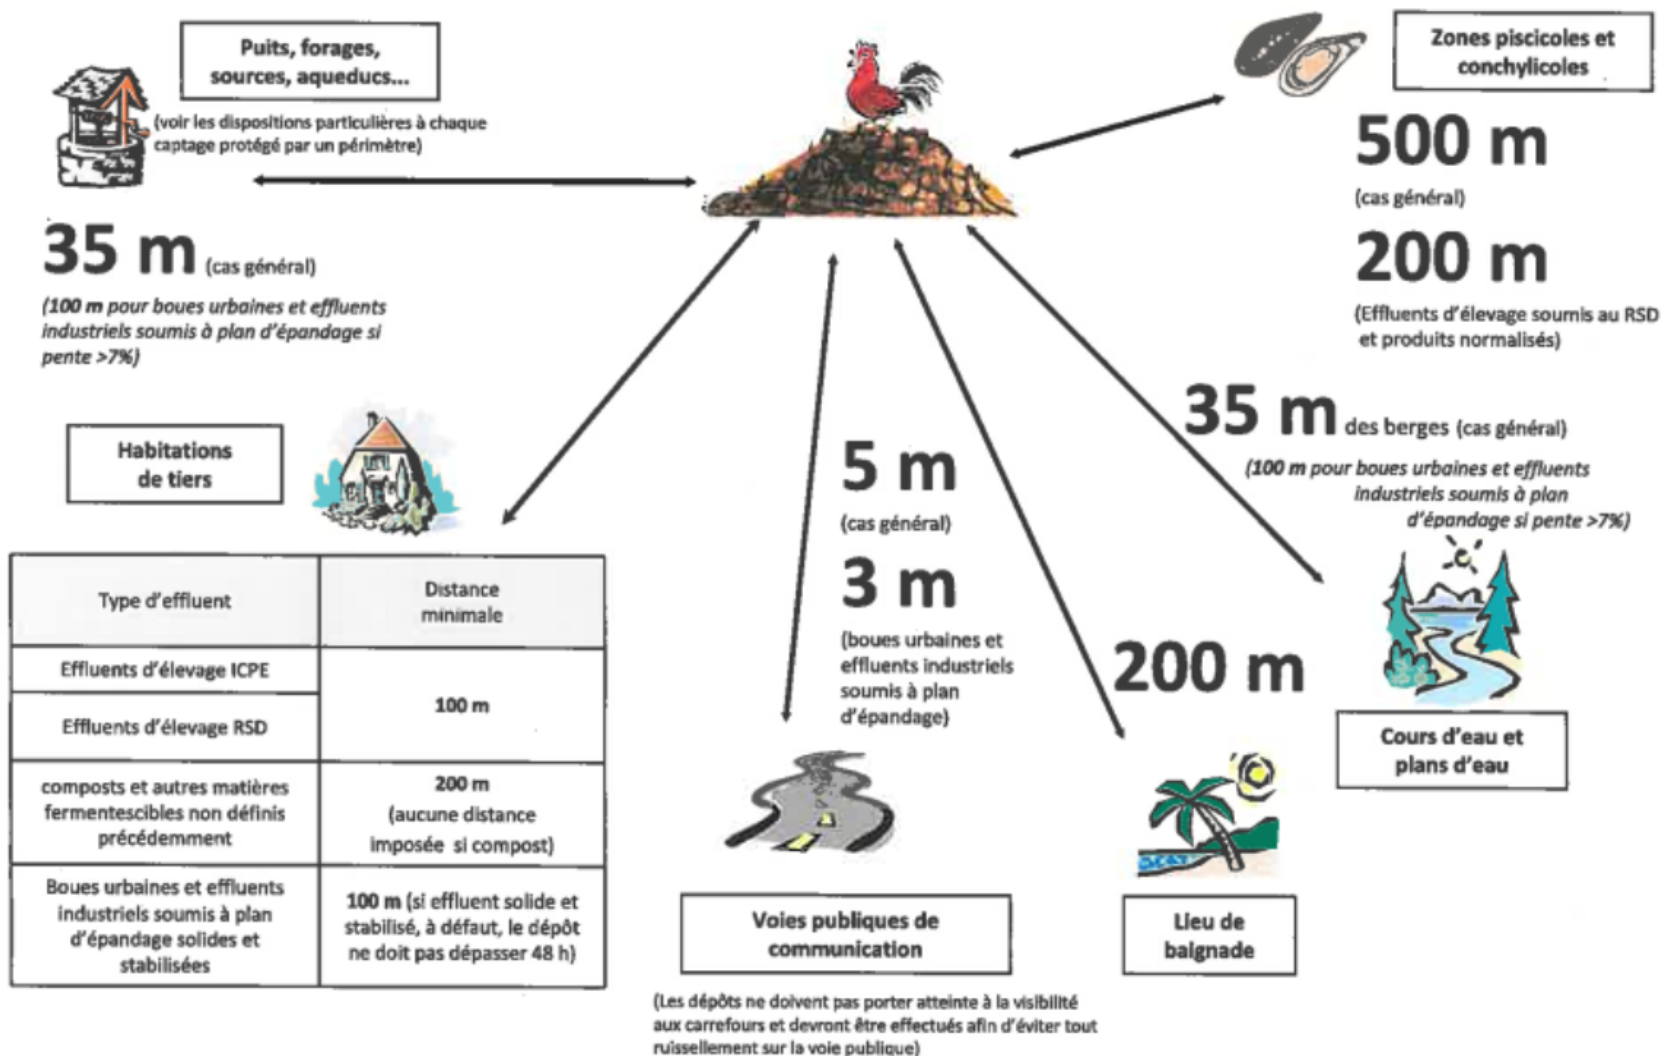 Puits, forages,
sources, aqueducs...
(voir les dispositions particulières à chaque
captage protégé par un périmètre)
35 m (cas général)
(100 m pour boues urbaines et effluents
industriels soumis à plan d'épandage si
pente >7%)
Zones piscicoles et
conchylicoles
500 m
(cas général)
200 m
(Effluents d'élevage soumis au RSD
et produits normalisés)
35 m des berges (cas général)
(100 m pour boues urbaines et effluents
industriels soumis à plan
d'épandage si pente >7%)
Cours d'eau et
plans d'eau
Habitations
de tiers
Type d'effluent
Distance
minimale
Effluents d'élevage ICPE
Effluents d'élevage RSD
100 m
composts et autres matières
fermentescibles non définis
précédemment
200 m
(aucune distance
imposée si compost)
Boues urbaines et effluents
industriels soumis à plan
d'épandage solides et
stabilisées
100 m (si effluent solide et
stabilisé, à défaut, le dépôt
ne doit pas dépasser 48 h)
5 m
(cas général)
3 m
(boues urbaines et
effluents industriels
soumis à plan
d'épandage)
Voies publiques de
communication
(Les dépôts ne doivent pas porter atteinte à la visibilité
aux carrefours et devront être effectués afin d'éviter tout
ruissellement sur la voie publique)
200 m
Lieu de
baignade